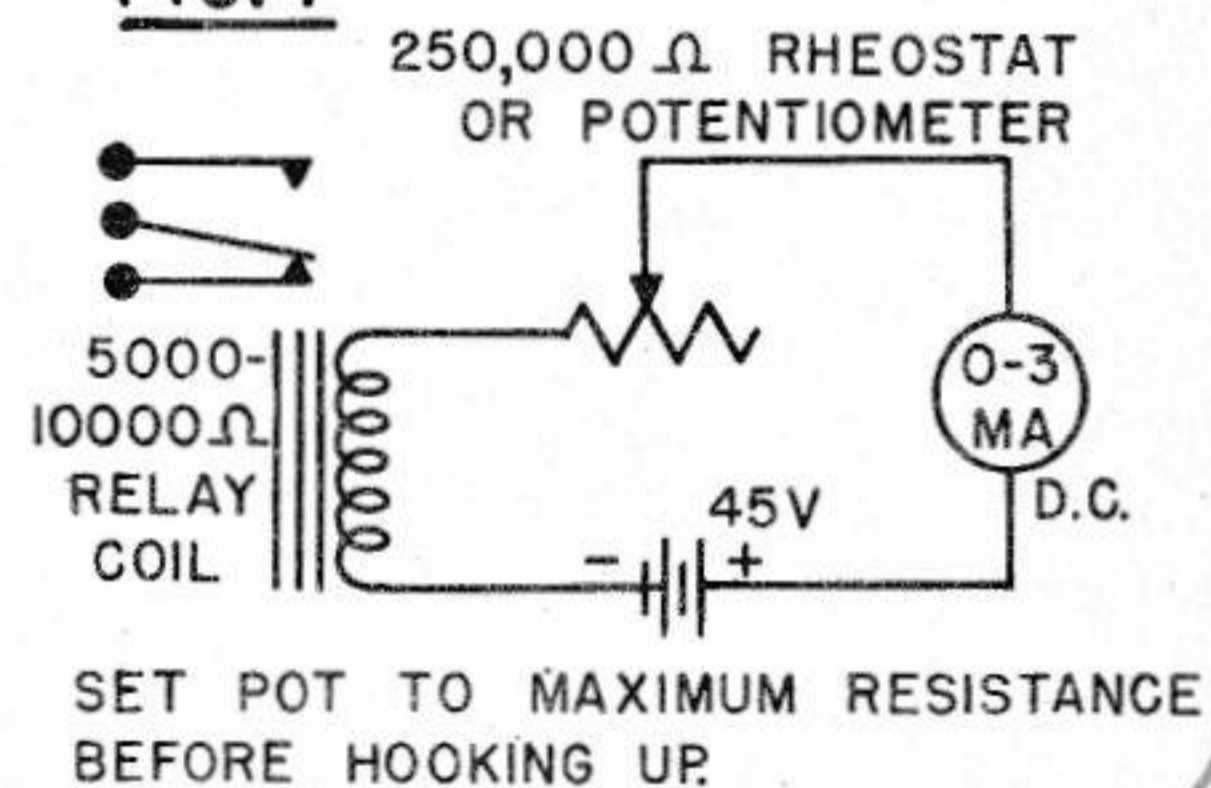 250,000 Ω RHEOSTAT
OR POTENTIOMETER
5000-
10000Ω
RELAY
COIL
0-3
MA
D.C.
45V
- +
SET POT TO MAXIMUM RESISTANCE
BEFORE HOOKING UP.